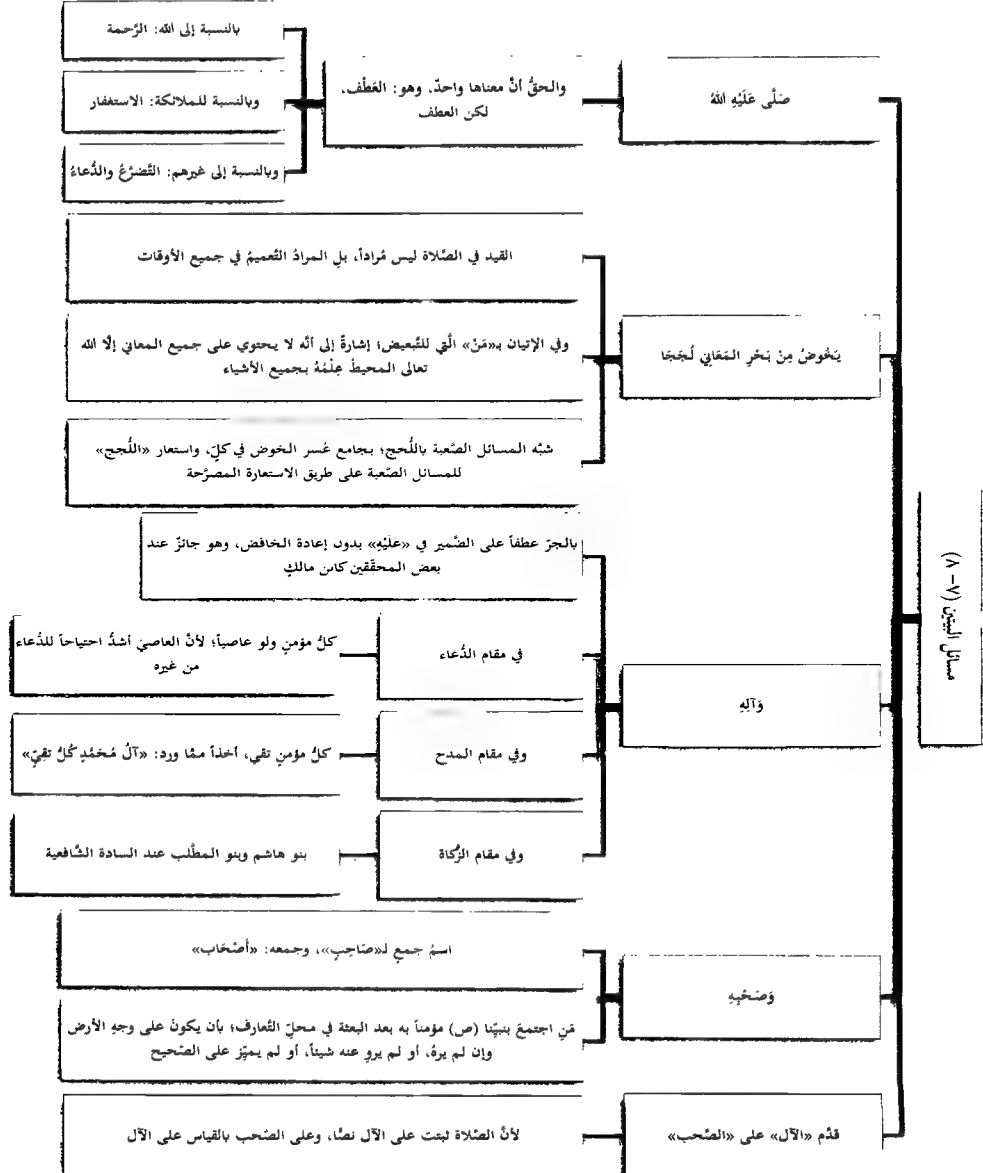 مسائل البيتين (٧- ٨)
صَلَّى عَلَيْهِ اللهُ
والحقُّ أنَّ معناها واحدٌ، وهو: العَطْف،
لكن العطف
بالنسبة إلى الله: الرَّحمة
وبالنسبة للملائكة: الاستغفار
وبالنسبة إلى غيرهم: التَّضرُّعُ والدُّعاءُ
يَخُوضُ مِنْ بَحْرِ المَعَانِي لُجَجَا
القيد في الصَّلاة ليس مُراداً، بلِ المرادُ التَّعميمُ في جميع الأوقات
وفي الإتيان بـ«مَنْ» الَّتِي للتَّبعيض؛ إشارةٌ إلى أنَّه لا يحتوي على جميع المعاني إلَّا الله
تعالى المحيطُ عِلْمُهُ بجميع الأشياء
شبَّه المسائل الصَّعبة باللُّجج؛ بجامع عُسر الخوض في كلّ، واستعار «اللُّجج»
للمسائل الصَّعبة على طريق الاستعارة المصرَّحة
وَآلِهِ
بالجرّ عطفاً على الضَّمير في «عَلَيْهِ» بدون إعادة الخافض، وهو جائزٌ عند
بعض المحقّقين كابن مالكٍ
في مقام الدُّعاء
كلُّ مؤمنٍ ولو عاصياً؛ لأنَّ العاصيَ أشدُّ احتياجاً للدُّعاء
من غيره
وفي مقام المدح
كلُّ مؤمنٍ تقي، أخذاً ممَّا ورد: «آلُ مُحَمَّدٍ كُلُّ تَقِيّ»
وفي مقام الزَّكاة
بنو هاشم وبنو المطَّلب عند السادة الشَّافعية
وَصَحْبِهِ
اسمُ جمعٍ لـ«صَاحِبٍ»، وجمعه: «أَصْحَاب»
مَنِ اجتمعَ بنبيّنا (ص) مؤمناً به بعد البعثة في محلّ التَّعارف؛ بأن يكونَ على وجهِ الأرض
وإن لم يرهُ، أو لم يروِ عنه شيئاً، أو لم يميّز على الصَّحيح
قدَّم «الآل» على «الصَّحب»
لأنَّ الصَّلاة ثبتت على الآل نصًّا، وعلى الصَّحب بالقياس على الآل